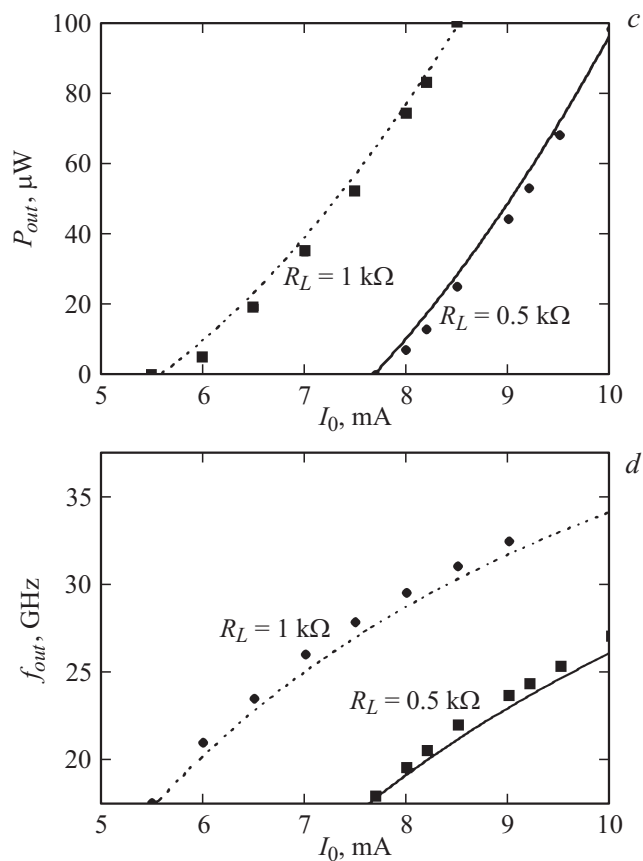 c
100
80
60
40
20
0
P_out, μW
R_L = 1 kΩ
R_L = 0.5 kΩ
5 6 7 8 9 10
I_0, mA
d
35
30
25
20
f_out, GHz
R_L = 1 kΩ
R_L = 0.5 kΩ
5 6 7 8 9 10
I_0, mA